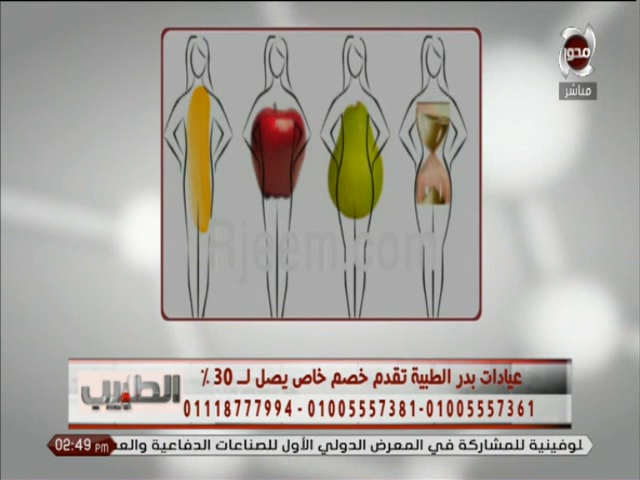 محور
مباشر
Rjeem.com
عيادات بدر الطبية تقدم خصم خاص يصل لـ 30 ٪
الطبيب
01118777994 - 01005557381-01005557361
02:49 pm
لوفينية للمشاركة في المعرض الدولي الأول للصناعات الدفاعية والعـ